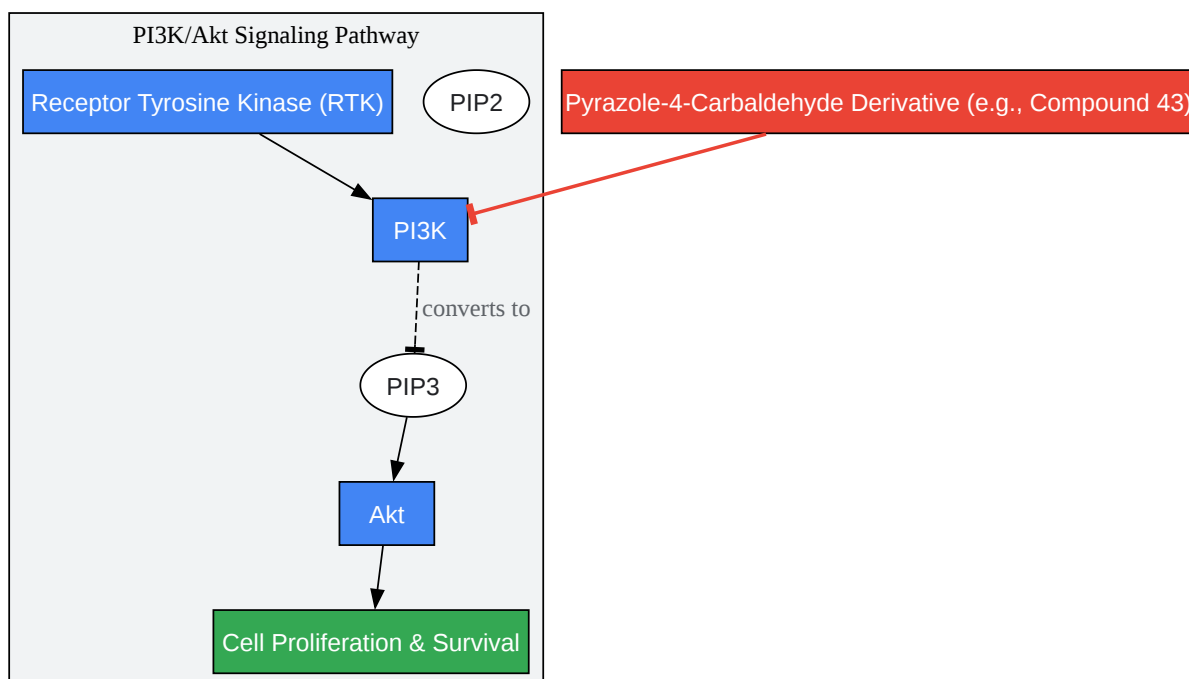 PI3K/Akt Signaling Pathway
Receptor Tyrosine Kinase (RTK)
PIP2
Pyrazole-4-Carbaldehyde Derivative (e.g., Compound 43)
PI3K
converts to
PIP3
Akt
Cell Proliferation & Survival